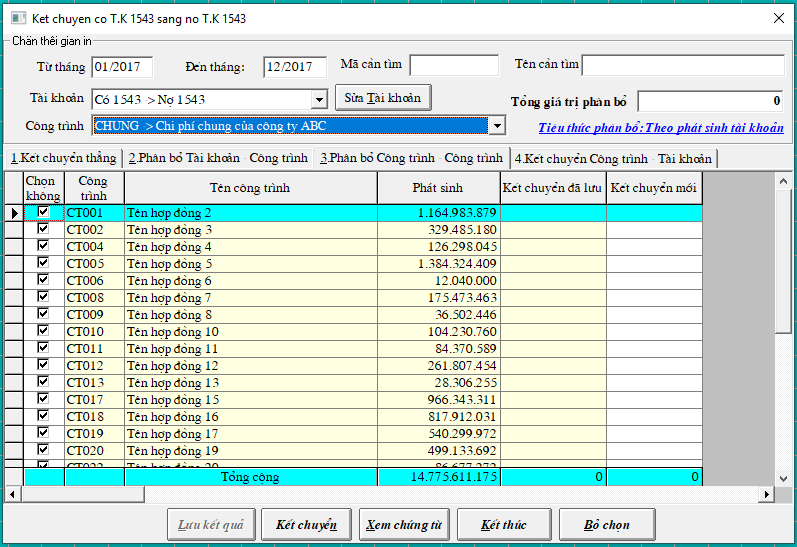 Ket chuyen co T.K 1543 sang no T.K 1543
Chän thêi gian in
Từ tháng 01/2017 Đến tháng: 12/2017 Mã cần tìm Tên cần tìm
Tài khoản Có 1543 -> Nợ 1543 Sửa Tài khoản Tổng giá trị phân bổ 0
Công trình CHUNG -> Chi phí chung của công ty ABC Tiêu thức phân bổ: Theo phát sinh tài khoản
1.Kết chuyển thẳng 2.Phân bổ Tài khoản - Công trình 3.Phân bổ Công trình - Công trình 4.Kết chuyển Công trình - Tài khoản
Chọn không Công trình Tên công trình Phát sinh Kết chuyển đã lưu Kết chuyển mới
CT001 Tên hợp đồng 2 1.164.983.879
CT002 Tên hợp đồng 3 329.485.180
CT004 Tên hợp đồng 4 126.298.045
CT005 Tên hợp đồng 5 1.384.324.409
CT006 Tên hợp đồng 6 12.040.000
CT008 Tên hợp đồng 7 175.473.463
CT009 Tên hợp đồng 8 36.502.446
CT010 Tên hợp đồng 10 104.230.760
CT011 Tên hợp đồng 11 84.370.589
CT012 Tên hợp đồng 12 261.807.454
CT013 Tên hợp đồng 13 28.306.255
CT017 Tên hợp đồng 15 966.343.311
CT018 Tên hợp đồng 16 817.912.031
CT019 Tên hợp đồng 17 540.299.972
CT020 Tên hợp đồng 19 499.133.692
Tổng cộng 14.775.611.175 0 0
Lưu kết quả Kết chuyển Xem chứng từ Kết thúc Bỏ chọn